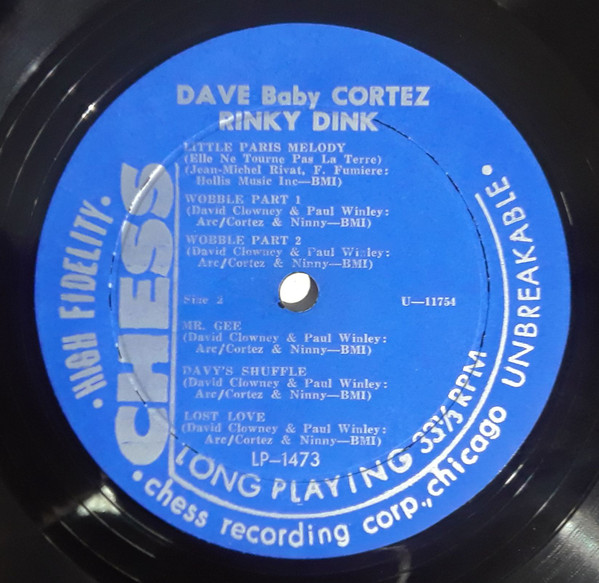 DAVE Baby CORTEZ
RINKY DINK
LITTLE PARIS MELODY
(Elle Ne Tourne Pas La Terre)
(Jean-Michel Rivat, F. Fumiere:
Hollis Music Inc—BMI)
WOBBLE PART 1
(David Clowney & Paul Winley:
Arc/Cortez & Ninny—BMI)
WOBBLE PART 2
(David Clowney & Paul Winley:
Arc/Cortez & Ninny—BMI)
Side 2
U—11754
MR. GEE
(David Clowney & Paul Winley:
Arc/Cortez & Ninny—BMI)
DAVY'S SHUFFLE
(David Clowney & Paul Winley:
Arc/Cortez & Ninny—BMI)
LOST LOVE
(David Clowney & Paul Winley:
Arc/Cortez & Ninny—BMI)
LP-1473
CHESS
• HIGH FIDELITY •
LONG PLAYING 33⅓ RPM
UNBREAKABLE •
• chess recording corp., chicago